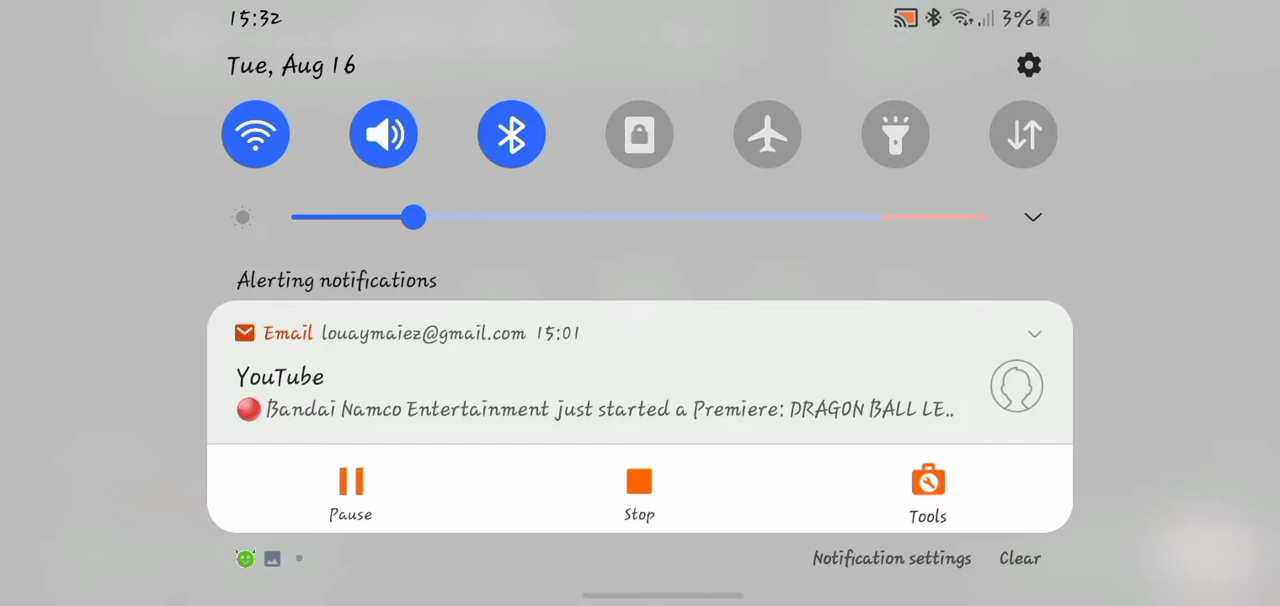 15:32
3%
Tue, Aug 16
Alerting notifications
Email louaymaiez@gmail.com 15:01
YouTube
Bandai Namco Entertainment just started a Premiere: DRAGON BALL LE..
Pause
Stop
Tools
Notification settings
Clear